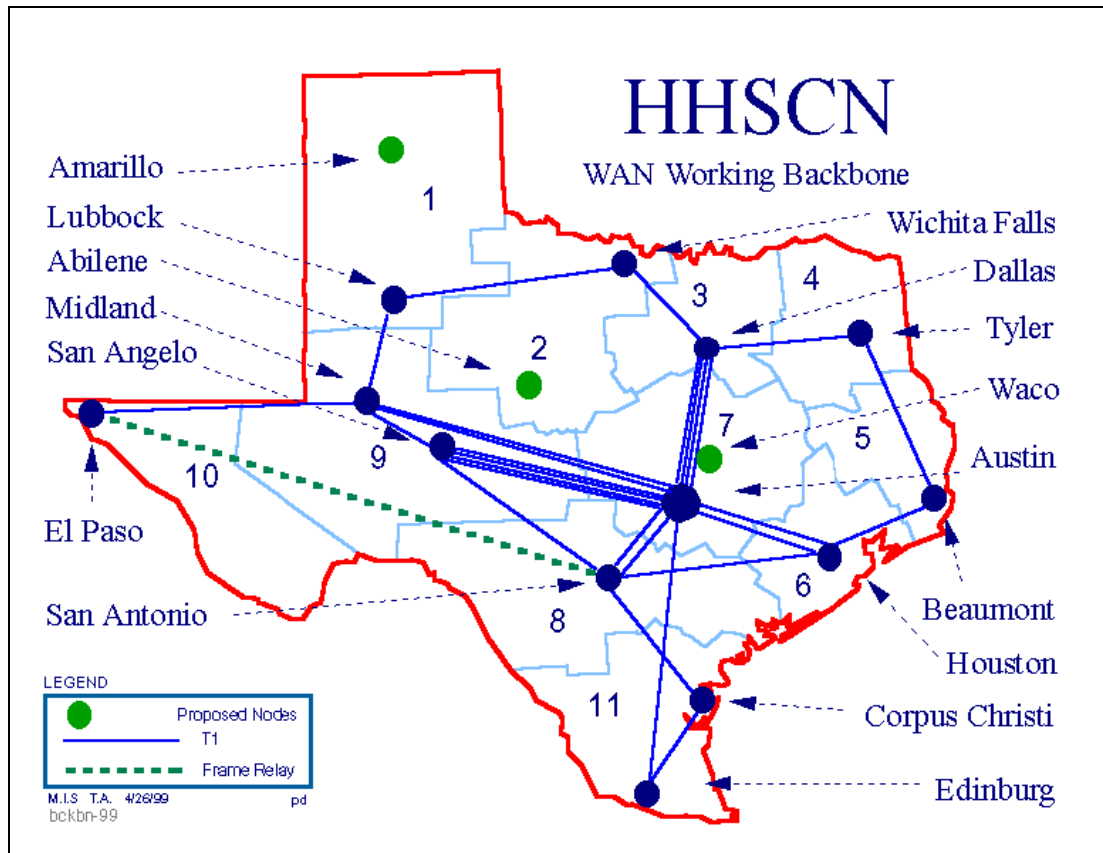 HHSCN
WAN Working Backbone
Amarillo
Lubbock
Abilene
Midland
San Angelo
El Paso
San Antonio
Wichita Falls
Dallas
Tyler
Waco
Austin
Beaumont
Houston
Corpus Christi
Edinburg
1
2
3
4
5
6
7
8
9
10
11
LEGEND
Proposed Nodes
T1
Frame Relay
M.I.S T.A. 4/26/99 pd
bckbn-99